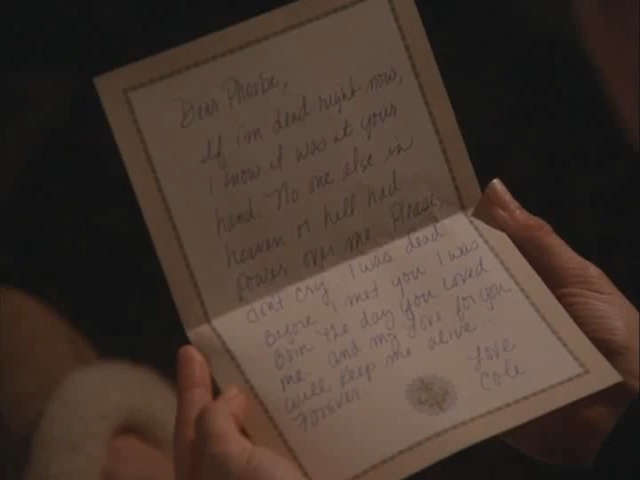 Dear Phoebe,
If i'm dead right now,
I know it was at your
hand. No one else in
heaven or hell had
power over me. Please,
don't cry. I was dead
before I met you I was
born the day you loved
me. and my love for you
will keep me alive..
Forever
Love
Cole